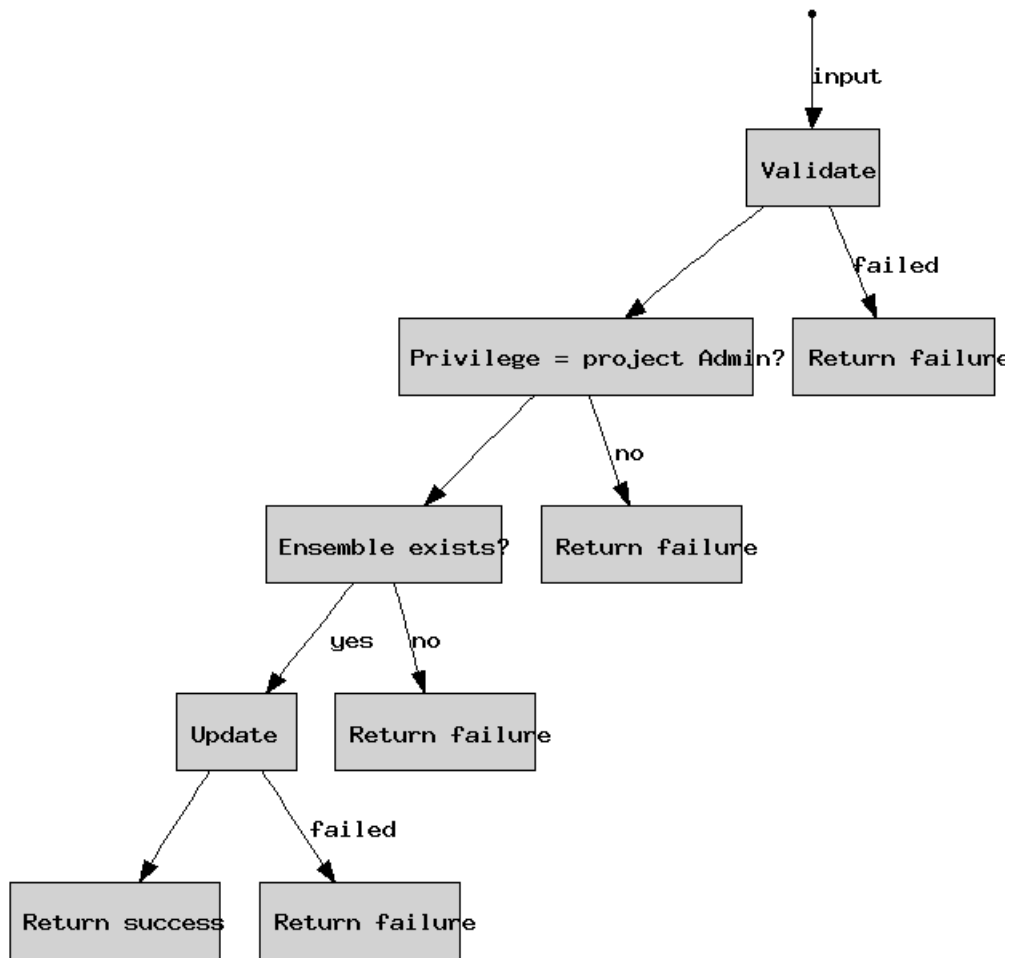 input
Validate
failed
Privilege = project Admin?
Return failure
no
Ensemble exists?
Return failure
yes
no
Update
Return failure
failed
Return success
Return failure